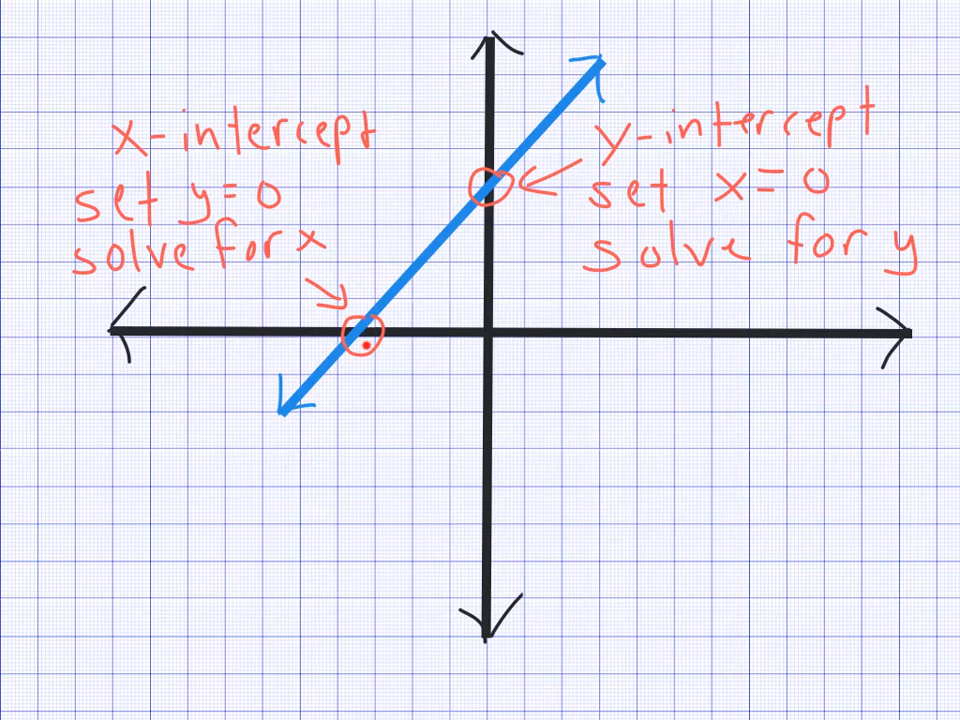 x-intercept
set y=0
solve for x
y-intercept
set x=0
solve for y